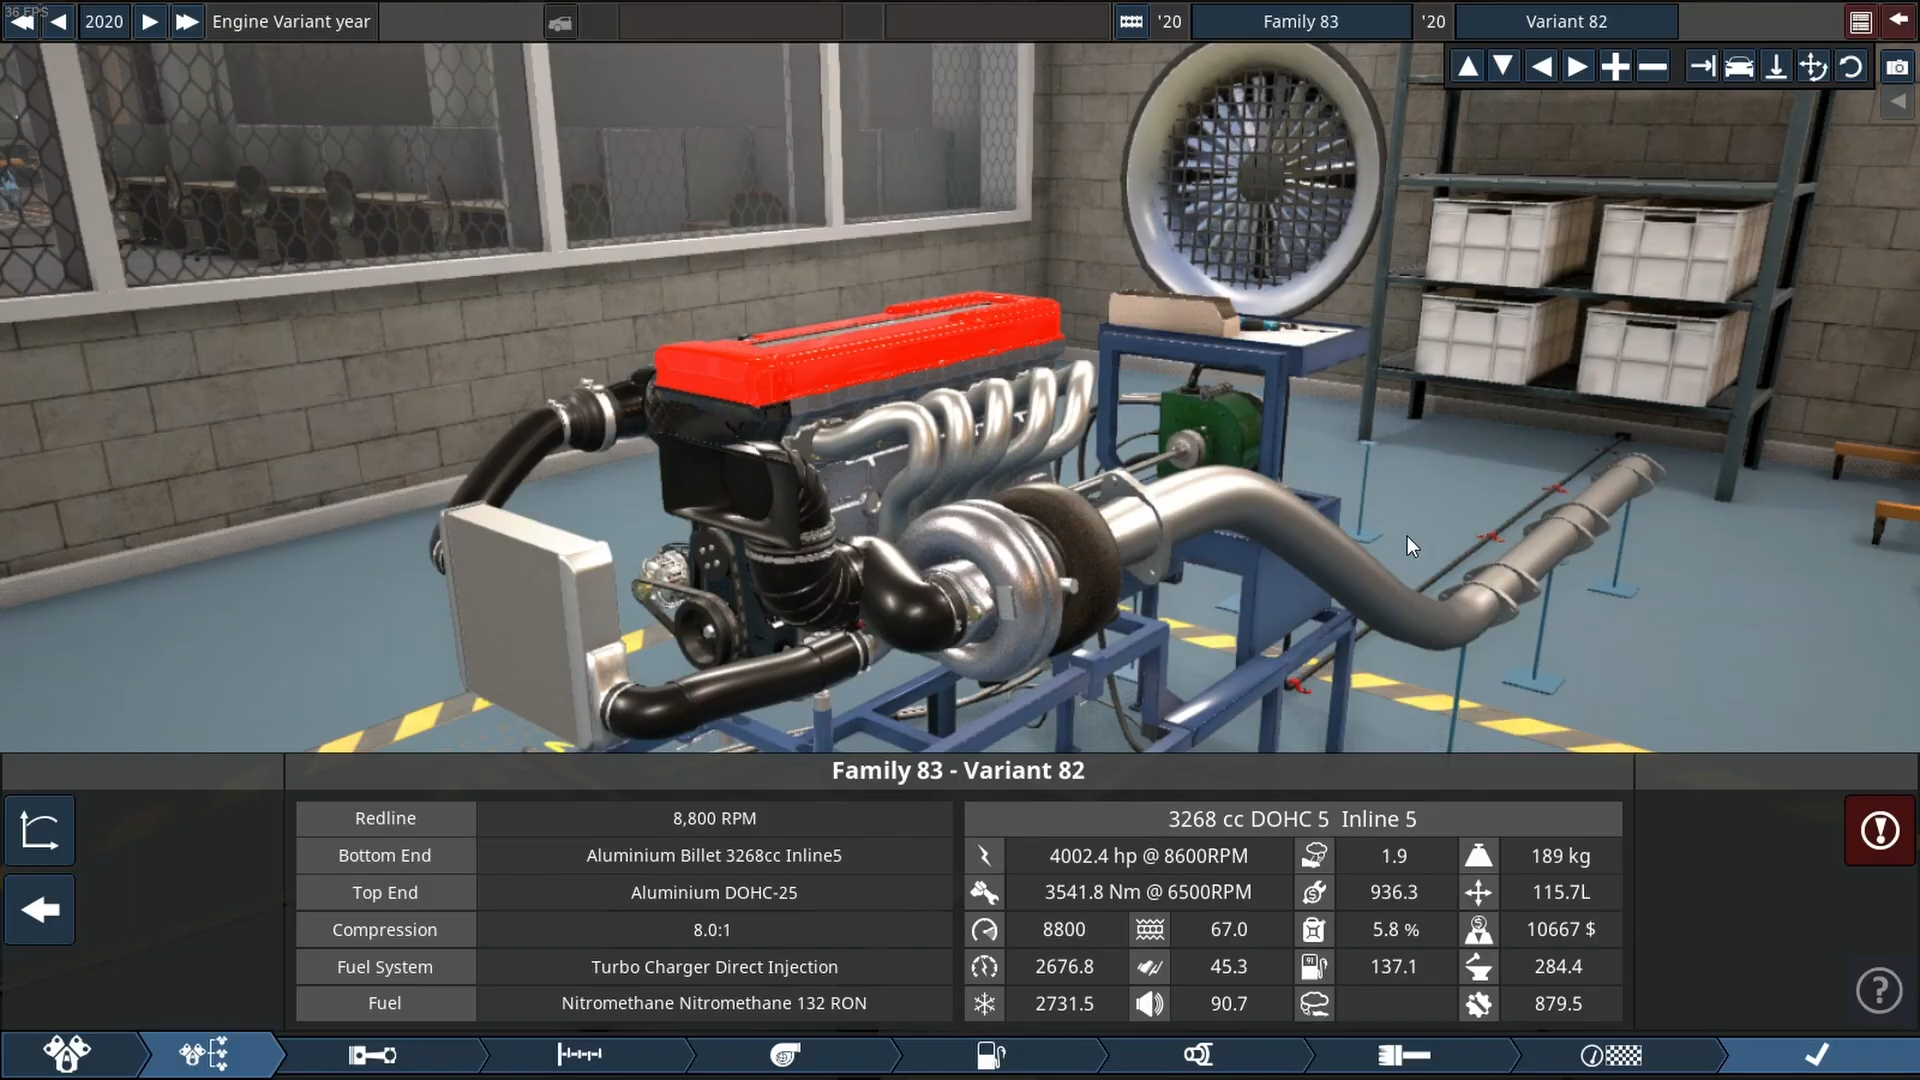 36 FPS
2020 Engine Variant year '20 Family 83 '20 Variant 82
Family 83 - Variant 82
Redline 8,800 RPM
Bottom End Aluminium Billet 3268cc Inline5
Top End Aluminium DOHC-25
Compression 8.0:1
Fuel System Turbo Charger Direct Injection
Fuel Nitromethane Nitromethane 132 RON
3268 cc DOHC 5 Inline 5
4002.4 hp @ 8600RPM 1.9 189 kg
3541.8 Nm @ 6500RPM 936.3 115.7L
8800 67.0 5.8 % 10667 $
2676.8 45.3 91 137.1 284.4
2731.5 90.7 879.5